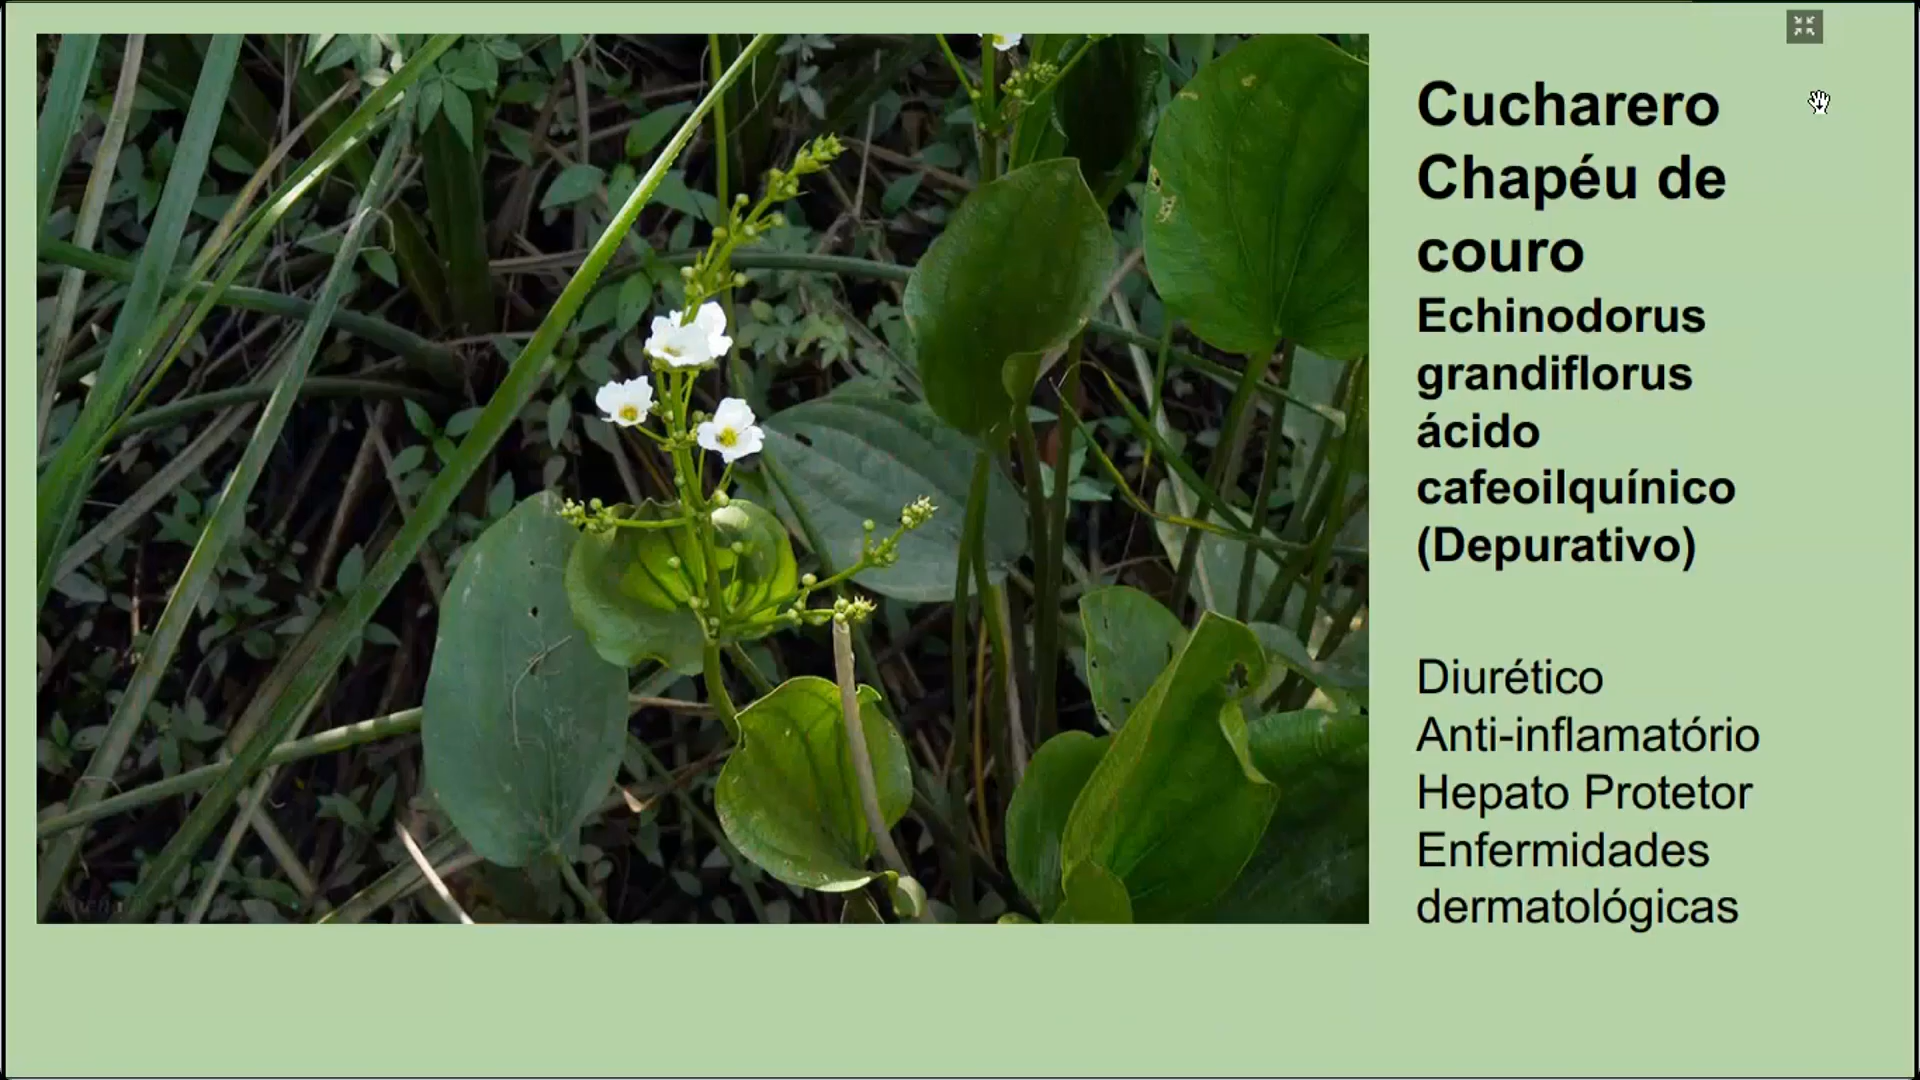 Cucharero
Chapéu de
couro
Echinodorus
grandiflorus
ácido
cafeoilquínico
(Depurativo)
Diurético
Anti-inflamatório
Hepato Protetor
Enfermidades
dermatológicas